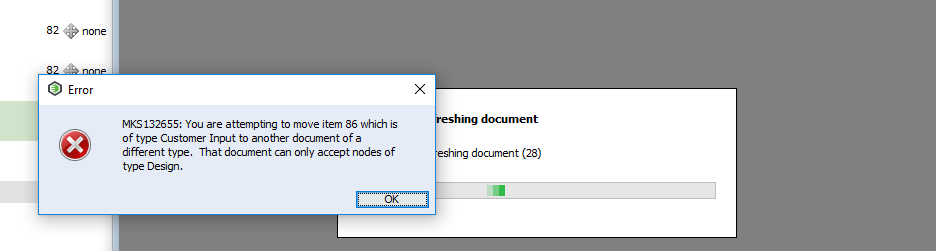 82 none
82 none
Error
MKS132655: You are attempting to move item 86 which is
of type Customer Input to another document of a
different type. That document can only accept nodes of
type Design.
OK
freshing document
reshing document (28)